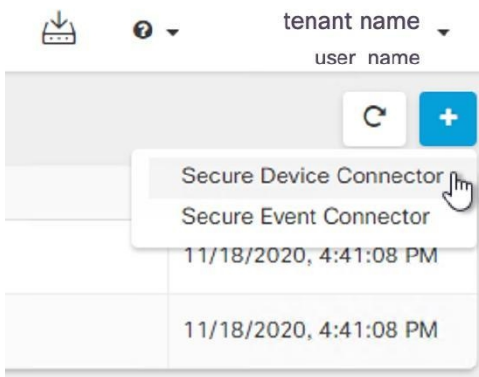 tenant name
user name
Secure Device Connector
Secure Event Connector
11/18/2020, 4:41:08 PM
11/18/2020, 4:41:08 PM